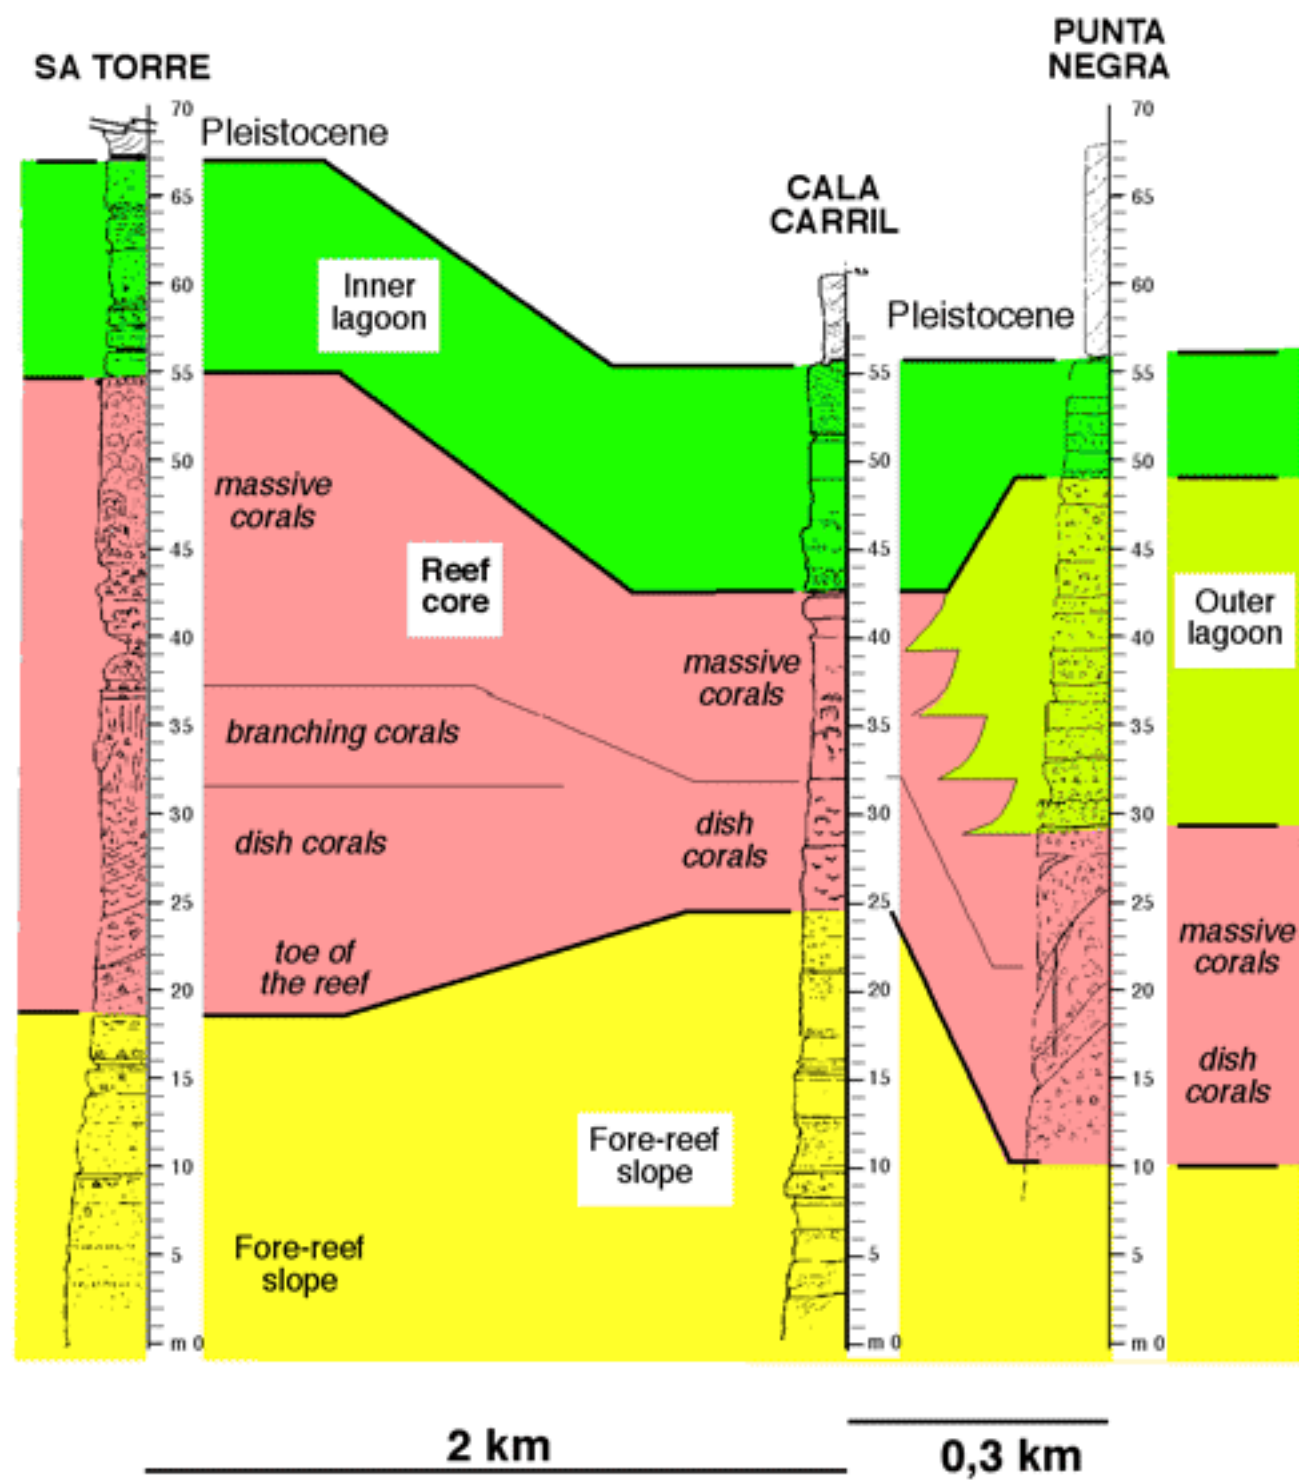 SA TORRE
PUNTA
NEGRA
CALA
CARRIL
Pleistocene
Pleistocene
Inner
lagoon
massive
corals
Reef
core
branching corals
dish corals
toe of
the reef
massive
corals
dish
corals
Outer
lagoon
massive
corals
dish
corals
Fore-reef
slope
Fore-reef
slope
70
65
60
55
50
45
40
35
30
25
20
15
10
5
m 0
55
50
45
40
35
30
25
20
15
10
5
m 0
70
65
60
55
50
45
40
35
30
25
20
15
10
5
m 0
2 km
0,3 km